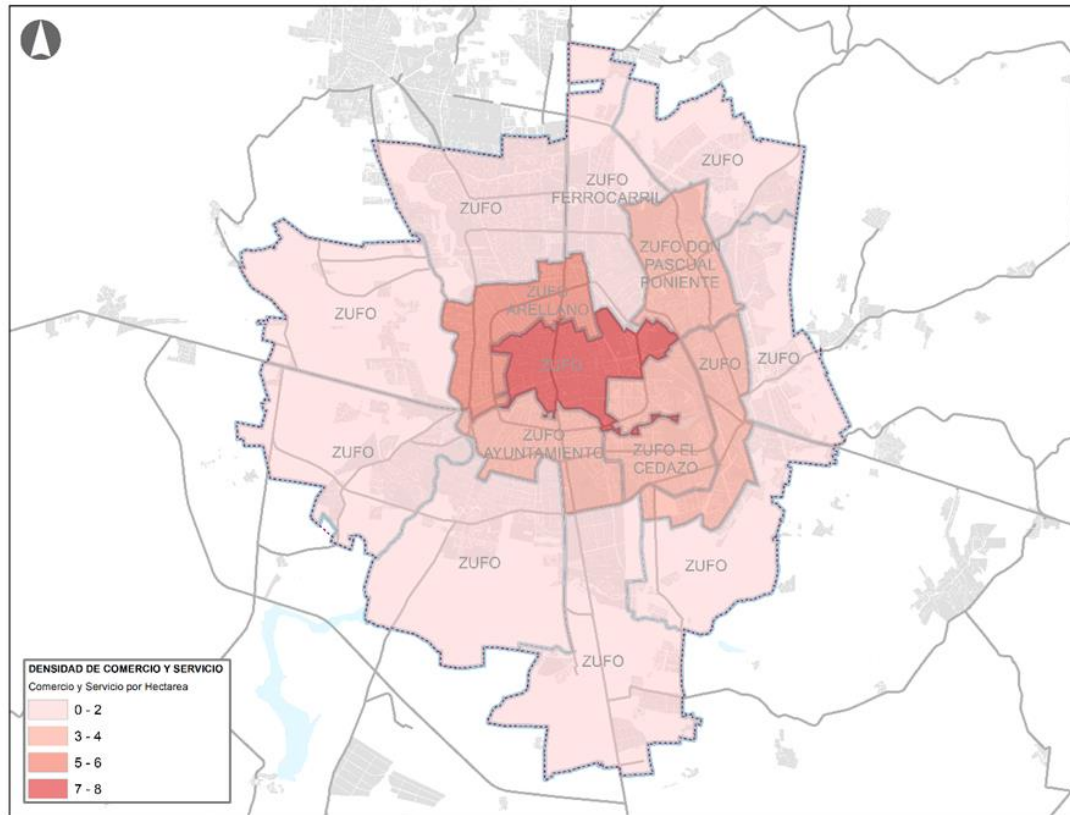 ZUFO
ZUFO
FERROCARRIL
ZUFO
ZUFO DON
PASCUAL
PONIENTE
ZUFO
ARELLANO
ZUFO
ZUFO
ZUFO
ZUFO
ZUFO
ZUFO
AYUNTAMIENTO
ZUFO EL
CEDAZO
ZUFO
ZUFO
ZUFO
DENSIDAD DE COMERCIO Y SERVICIO
Comercio y Servicio por Hectarea
0 - 2
3 - 4
5 - 6
7 - 8